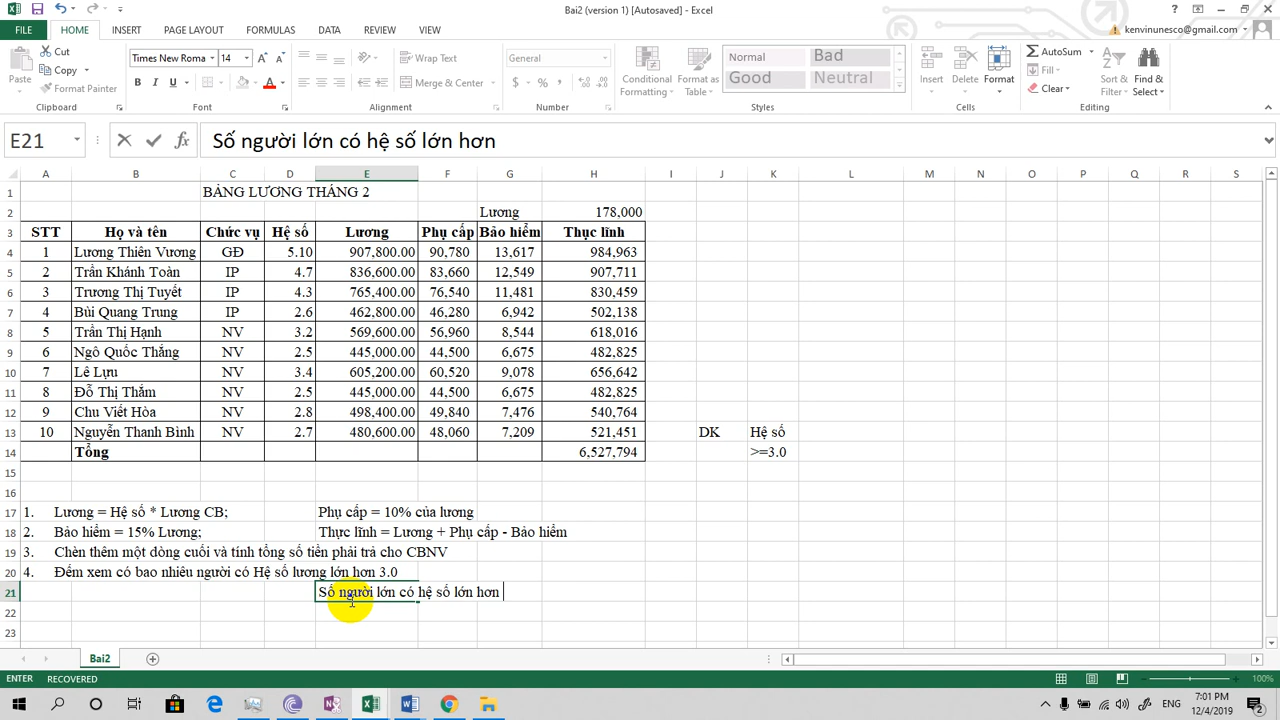 Bai2 (version 1) [Autosaved] - Excel
FILE HOME INSERT PAGE LAYOUT FORMULAS DATA REVIEW VIEW
kenvinunesco@gmail.com
Paste
Cut
Copy
Format Painter
Clipboard
Times New Roma 14
B I U
Font
Wrap Text
Merge & Center
Alignment
General
$ % ,
Number
Conditional Formatting
Format as Table
Normal Bad
Good Neutral
Styles
Insert Delete Format
Cells
AutoSum
Fill
Clear
Sort & Filter
Find & Select
Editing
E21
fx
Số người lớn có hệ số lớn hơn
A B C D E F G H I J K L M N O P Q R S
1 BẢNG LƯƠNG THÁNG 2
2 Lương 178,000
3 STT Họ và tên Chức vụ Hệ số Lương Phụ cấp Bảo hiểm Thục lĩnh
4 1 Lương Thiên Vương GĐ 5.10 907,800.00 90,780 13,617 984,963
5 2 Trần Khánh Toàn IP 4.7 836,600.00 83,660 12,549 907,711
6 3 Trương Thị Tuyết IP 4.3 765,400.00 76,540 11,481 830,459
7 4 Bùi Quang Trung IP 2.6 462,800.00 46,280 6,942 502,138
8 5 Trần Thị Hạnh NV 3.2 569,600.00 56,960 8,544 618,016
9 6 Ngô Quốc Thắng NV 2.5 445,000.00 44,500 6,675 482,825
10 7 Lê Lựu NV 3.4 605,200.00 60,520 9,078 656,642
11 8 Đỗ Thị Thắm NV 2.5 445,000.00 44,500 6,675 482,825
12 9 Chu Viết Hòa NV 2.8 498,400.00 49,840 7,476 540,764
13 10 Nguyễn Thanh Bình NV 2.7 480,600.00 48,060 7,209 521,451 DK Hệ số
14 Tổng 6,527,794 >=3.0
15
16
17 1. Lương = Hệ số * Lương CB; Phụ cấp = 10% của lương
18 2. Bảo hiểm = 15% Lương; Thực lĩnh = Lương + Phụ cấp - Bảo hiểm
19 3. Chèn thêm một dòng cuối và tính tổng số tiền phải trả cho CBNV
20 4. Đếm xem có bao nhiêu người có Hệ số lương lớn hơn 3.0
21 Số người lớn có hệ số lớn hơn
22
23
Bai2
ENTER RECOVERED 100%
ENG
7:01 PM
12/4/2019
2